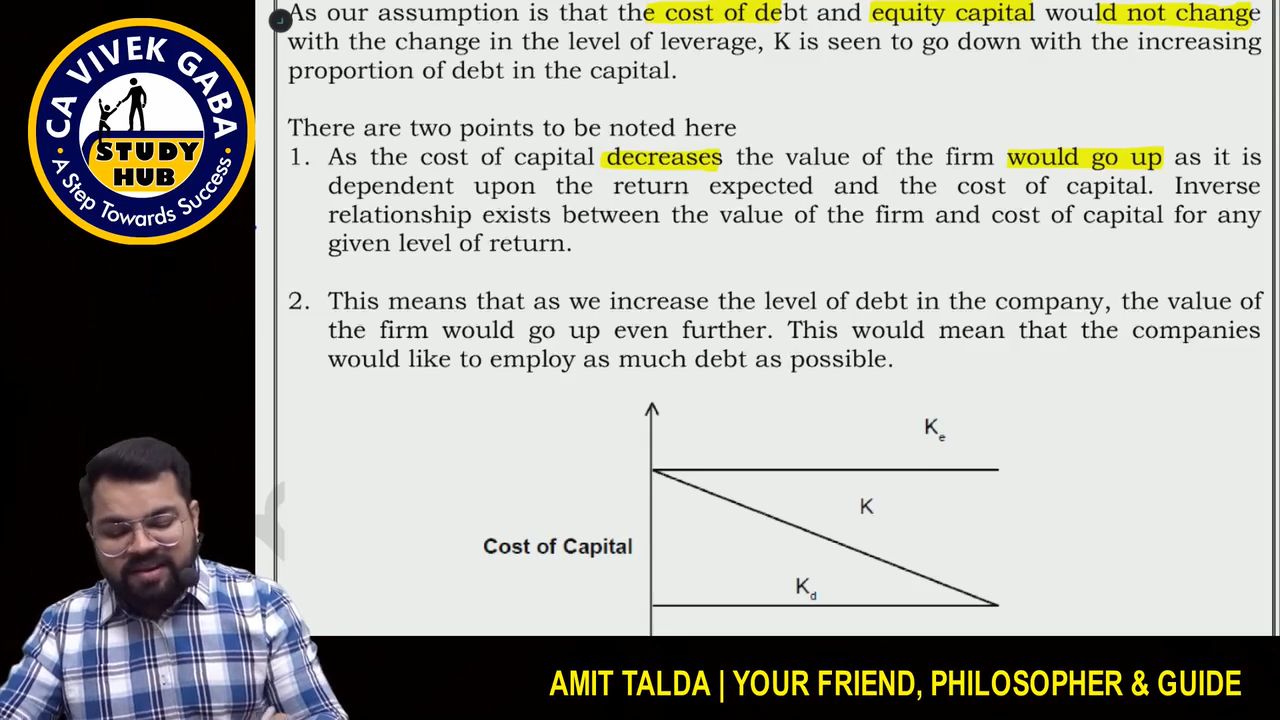 CA VIVEK GABA
STUDY
HUB
• A Step Towards Success •
As our assumption is that the cost of debt and equity capital would not change
with the change in the level of leverage, K is seen to go down with the increasing
proportion of debt in the capital.
There are two points to be noted here
1. As the cost of capital decreases the value of the firm would go up as it is
dependent upon the return expected and the cost of capital. Inverse
relationship exists between the value of the firm and cost of capital for any
given level of return.
2. This means that as we increase the level of debt in the company, the value of
the firm would go up even further. This would mean that the companies
would like to employ as much debt as possible.
Ke
K
Cost of Capital
Kd
AMIT TALDA | YOUR FRIEND, PHILOSOPHER & GUIDE